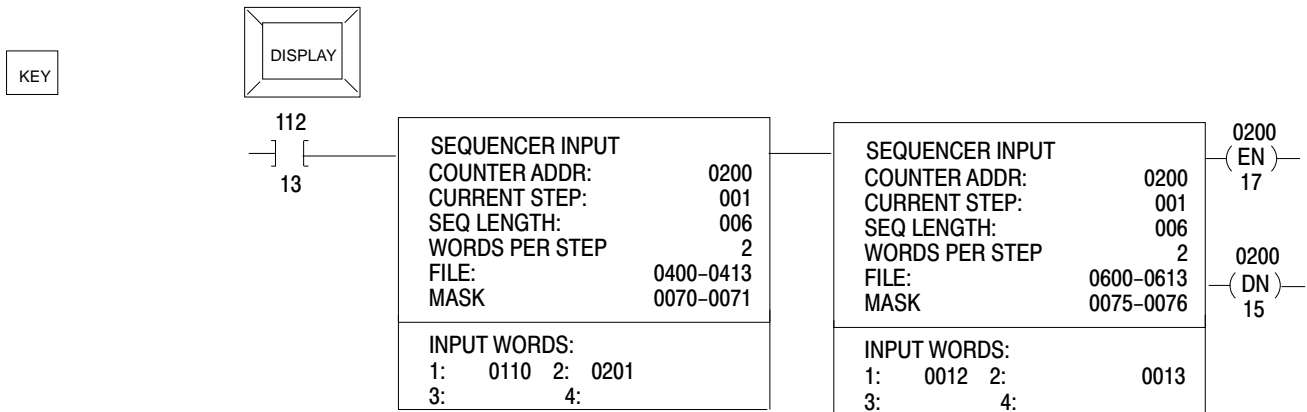 KEY
DISPLAY
112
13
SEQUENCER INPUT
COUNTER ADDR: 0200
CURRENT STEP: 001
SEQ LENGTH: 006
WORDS PER STEP 2
FILE: 0400-0413
MASK 0070-0071
INPUT WORDS:
1: 0110 2: 0201
3: 4:
SEQUENCER INPUT
COUNTER ADDR: 0200
CURRENT STEP: 001
SEQ LENGTH: 006
WORDS PER STEP 2
FILE: 0600-0613
MASK 0075-0076
INPUT WORDS:
1: 0012 2: 0013
3: 4:
0200
EN
17
0200
DN
15